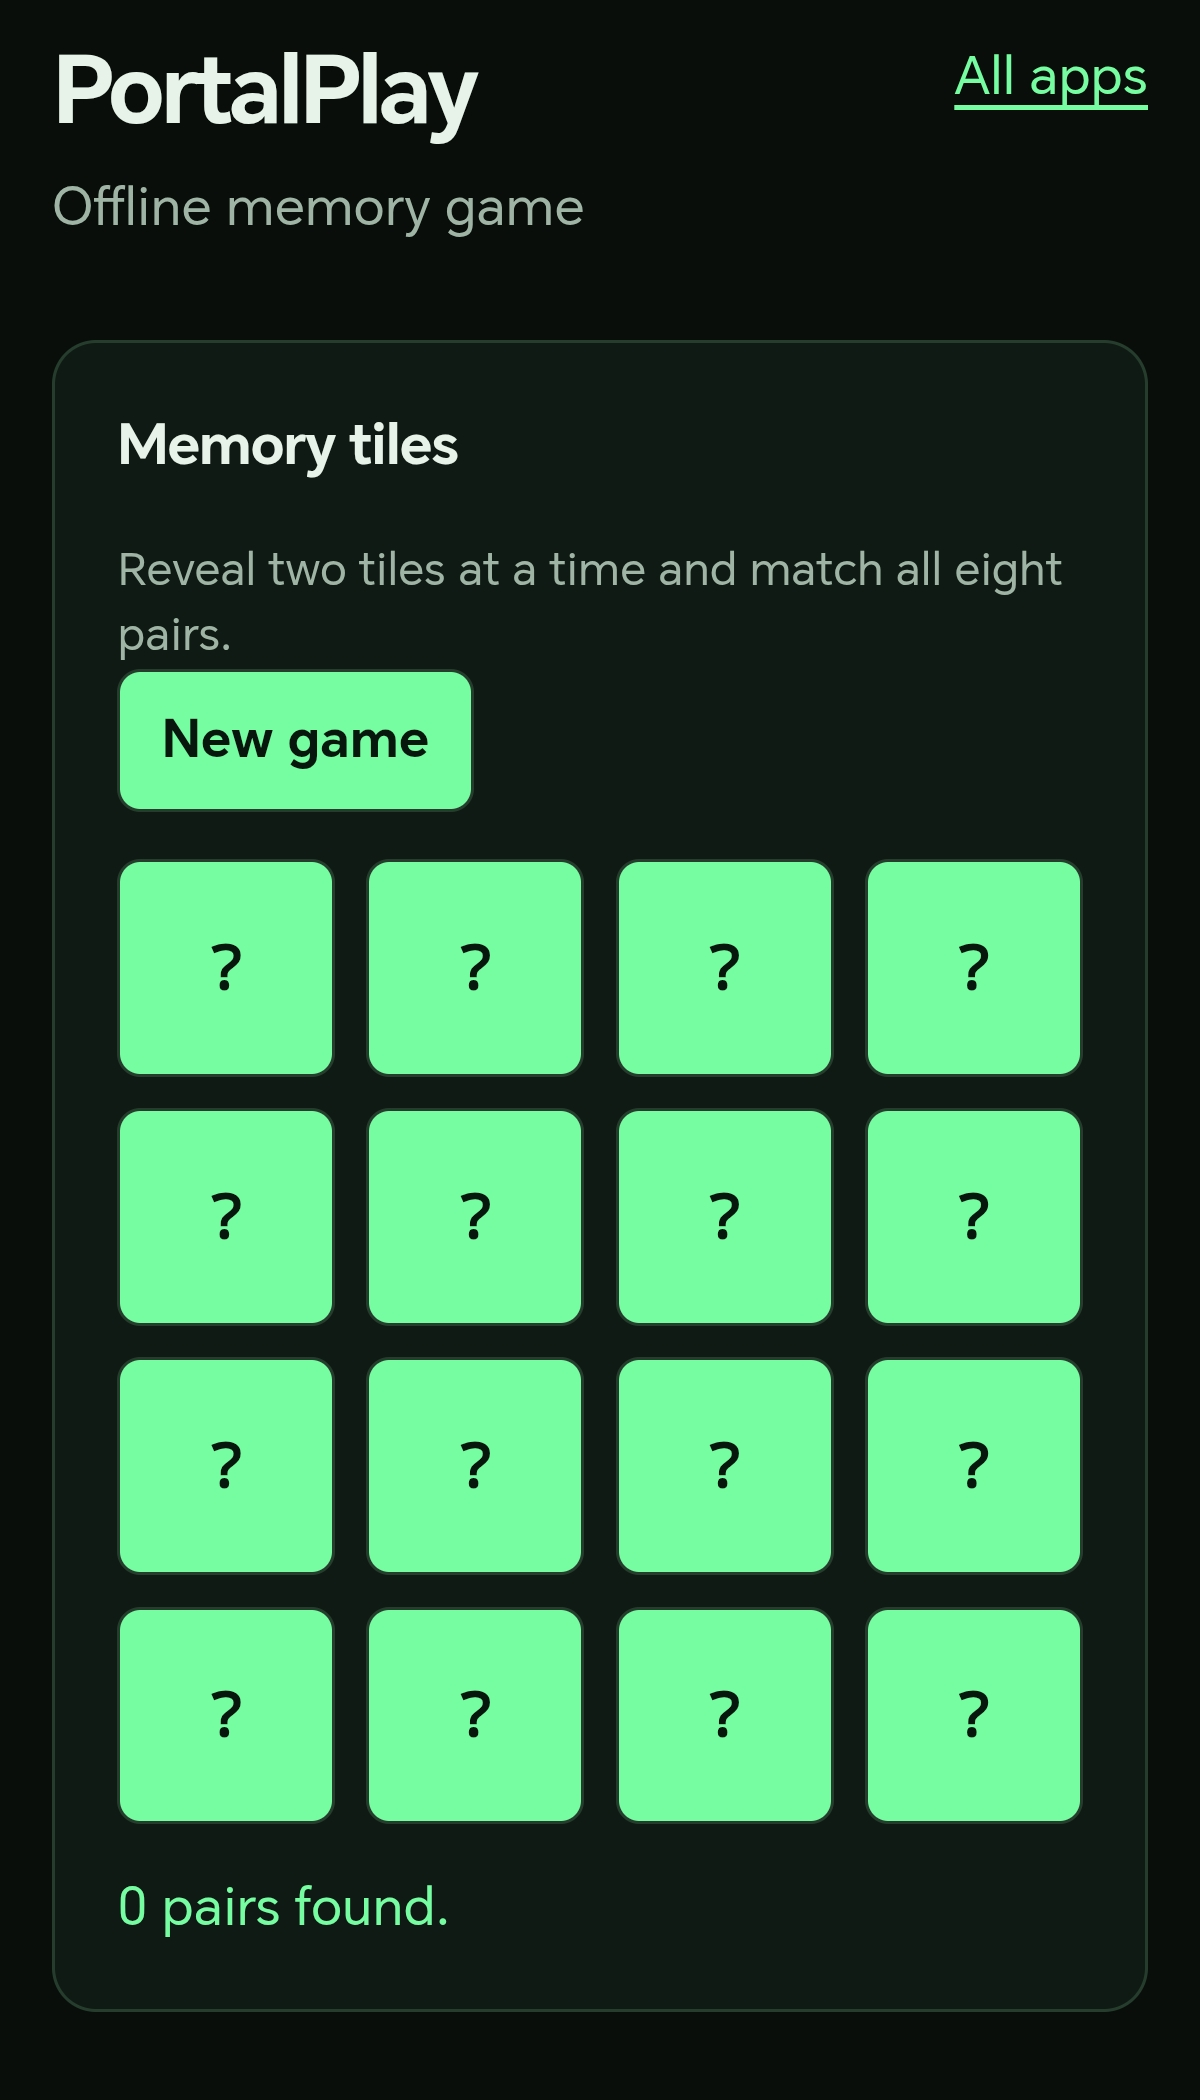 PortalPlay
All apps
Offline memory game
Memory tiles
Reveal two tiles at a time and match all eight
pairs.
New game
? ? ? ?
? ? ? ?
? ? ? ?
? ? ? ?
0 pairs found.